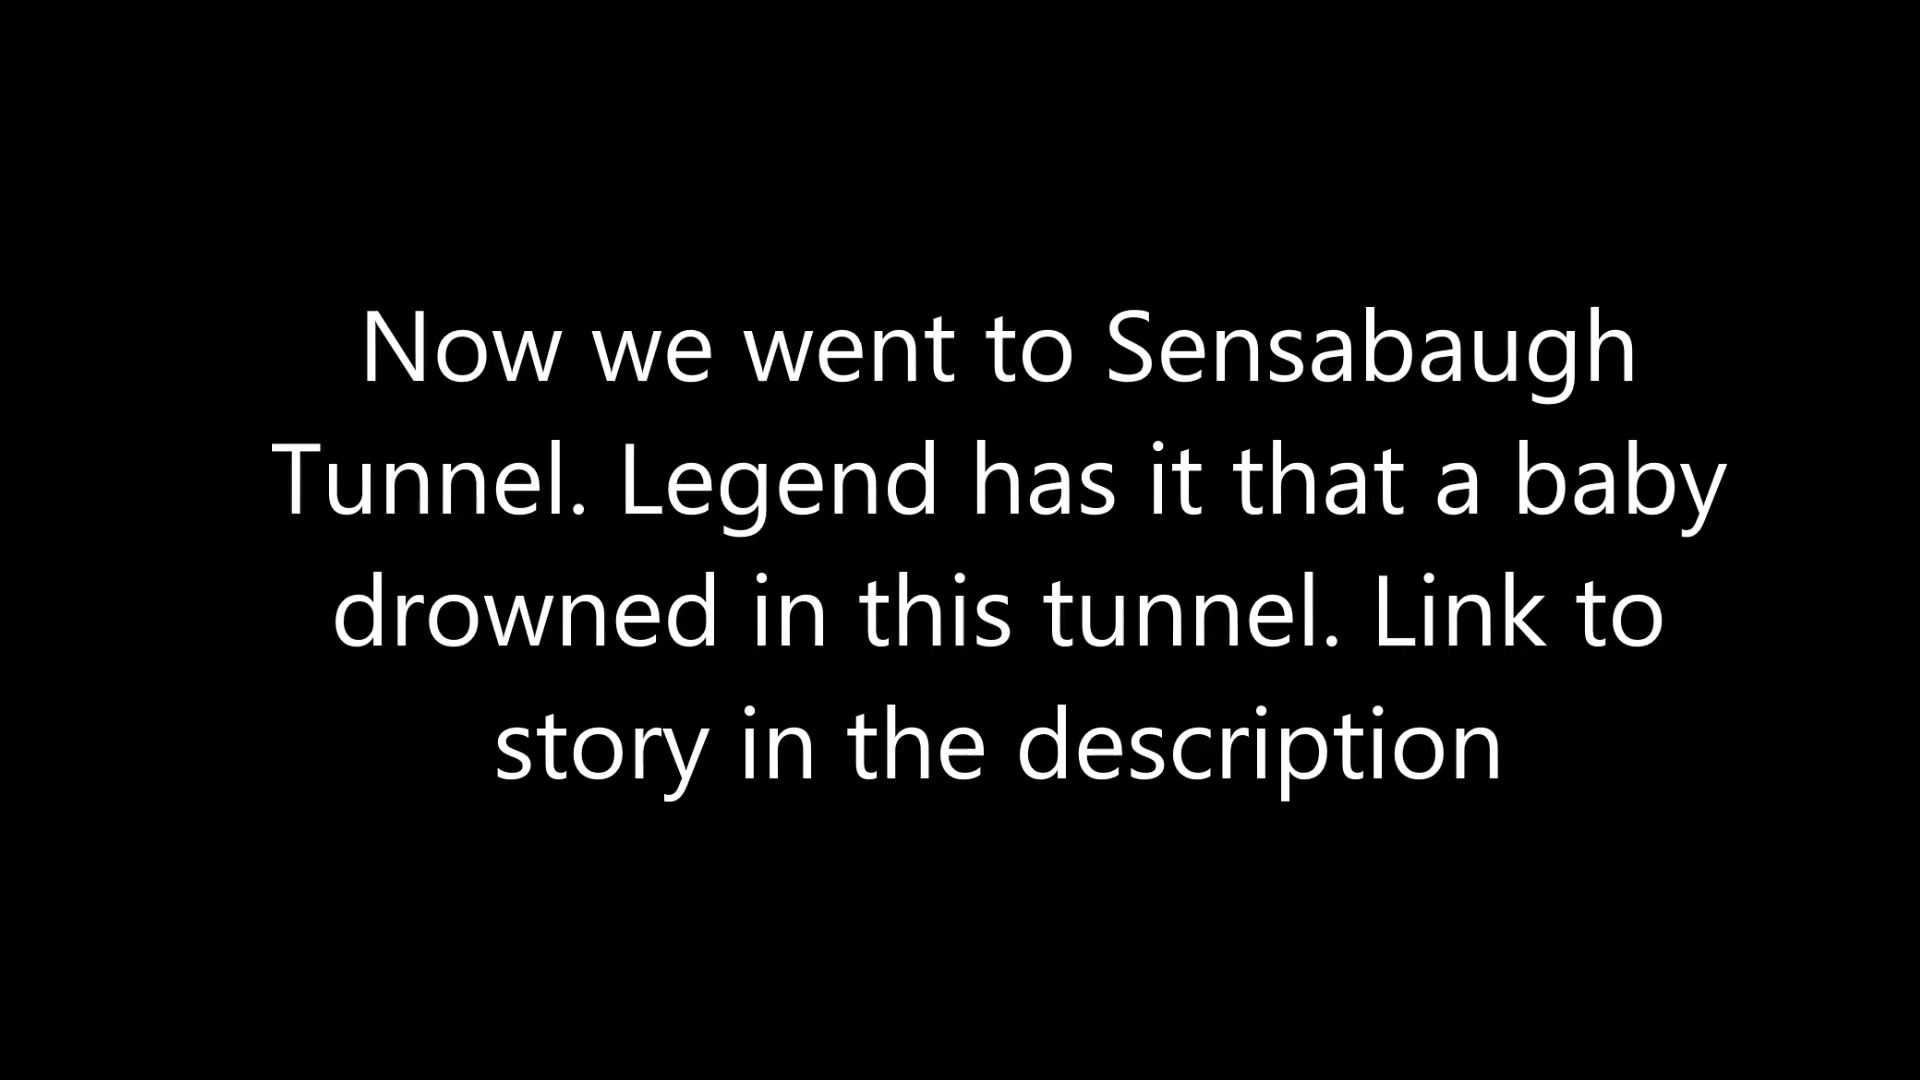 Now we went to Sensabaugh
Tunnel. Legend has it that a baby
drowned in this tunnel. Link to
story in the description